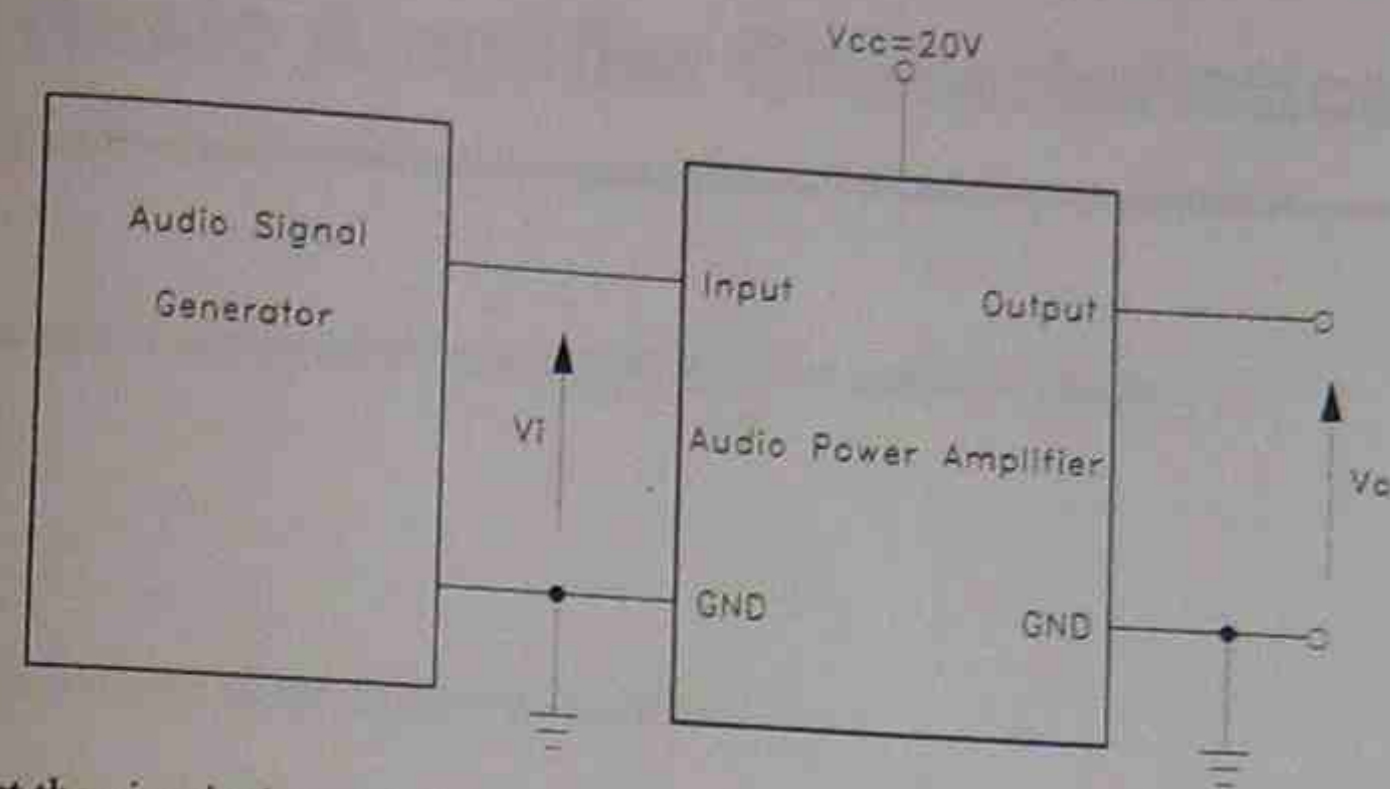 Vcc=20V
Audio Signal
Generator
Input
Output
Vi
Audio Power Amplifier
GND
GND